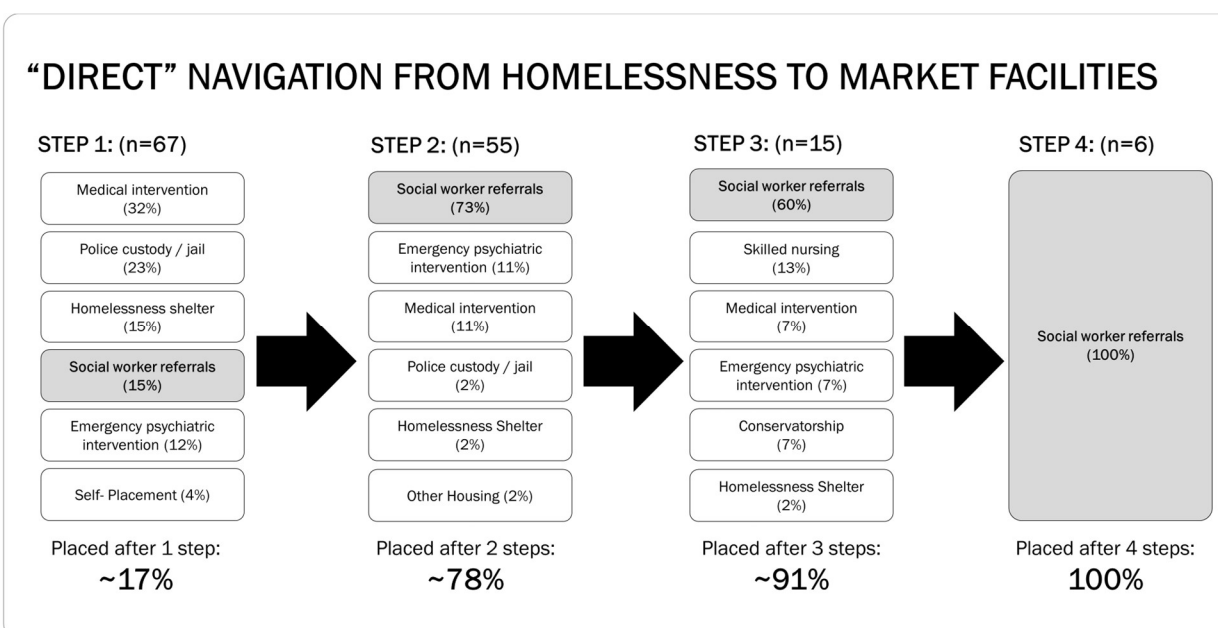 “DIRECT” NAVIGATION FROM HOMELESSNESS TO MARKET FACILITIES
STEP 1: (n=67)
Medical intervention
(32%)
Police custody / jail
(23%)
Homelessness shelter
(15%)
Social worker referrals
(15%)
Emergency psychiatric
intervention (12%)
Self- Placement (4%)
Placed after 1 step:
~17%
STEP 2: (n=55)
Social worker referrals
(73%)
Emergency psychiatric
intervention (11%)
Medical intervention
(11%)
Police custody / jail
(2%)
Homelessness Shelter
(2%)
Other Housing (2%)
Placed after 2 steps:
~78%
STEP 3: (n=15)
Social worker referrals
(60%)
Skilled nursing
(13%)
Medical intervention
(7%)
Emergency psychiatric
intervention (7%)
Conservatorship
(7%)
Homelessness Shelter
(2%)
Placed after 3 steps:
~91%
STEP 4: (n=6)
Social worker referrals
(100%)
Placed after 4 steps:
100%